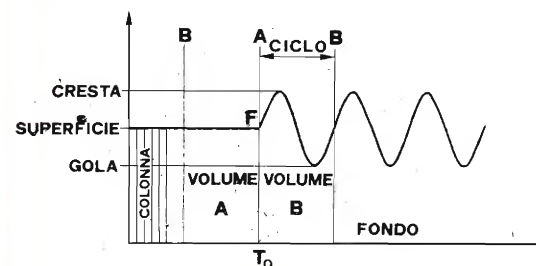 B A CICLO B
CRESTA
SUPERFICIE F
GOLA
COLONNA
VOLUME VOLUME
A B
FONDO
T0